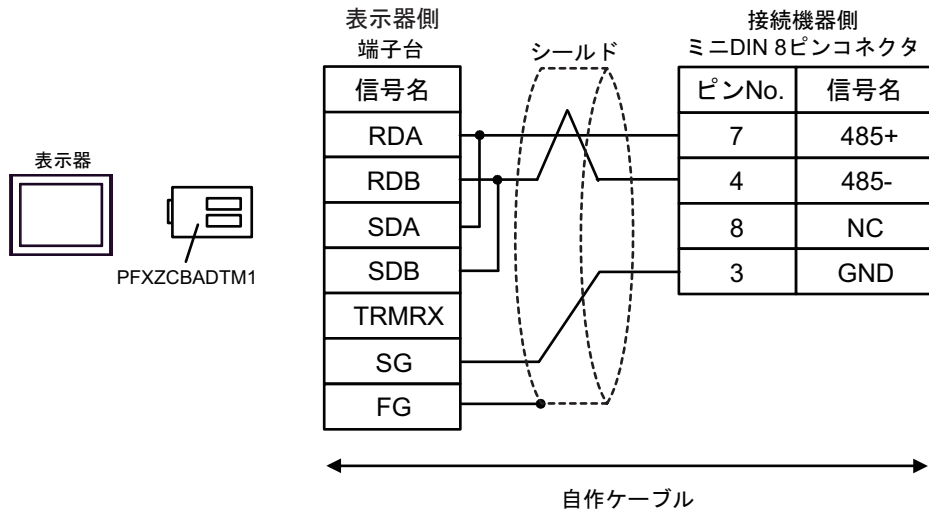 表示器側
端子台
シールド
接続機器側
ミニDIN 8ピンコネクタ
信号名
RDA
RDB
SDA
SDB
TRMRX
SG
FG
ピンNo. 信号名
7 485+
4 485-
8 NC
3 GND
表示器
PFXZCBADTM1
自作ケーブル